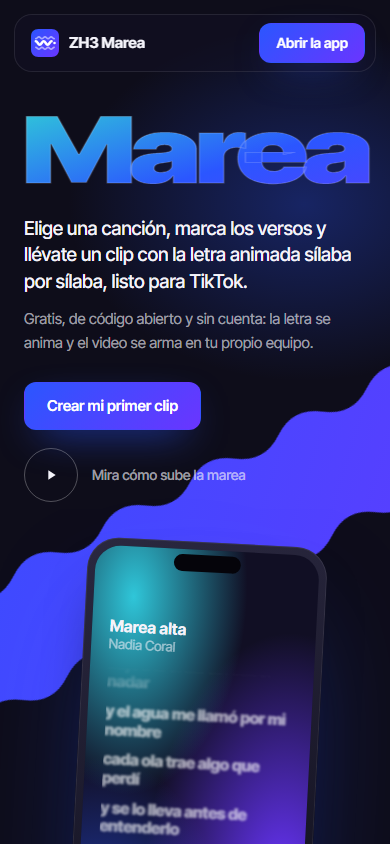 ZH3 Marea
Abrir la app
Marea
Elige una canción, marca los versos y
llévate un clip con la letra animada sílaba
por sílaba, listo para TikTok.
Gratis, de código abierto y sin cuenta: la letra se
anima y el video se arma en tu propio equipo.
Crear mi primer clip
Mira cómo sube la marea
Marea alta
Nadia Coral
nadar
y el agua me llamó por mi
nombre
cada ola trae algo que
perdí
y se lo lleva antes de
entenderlo